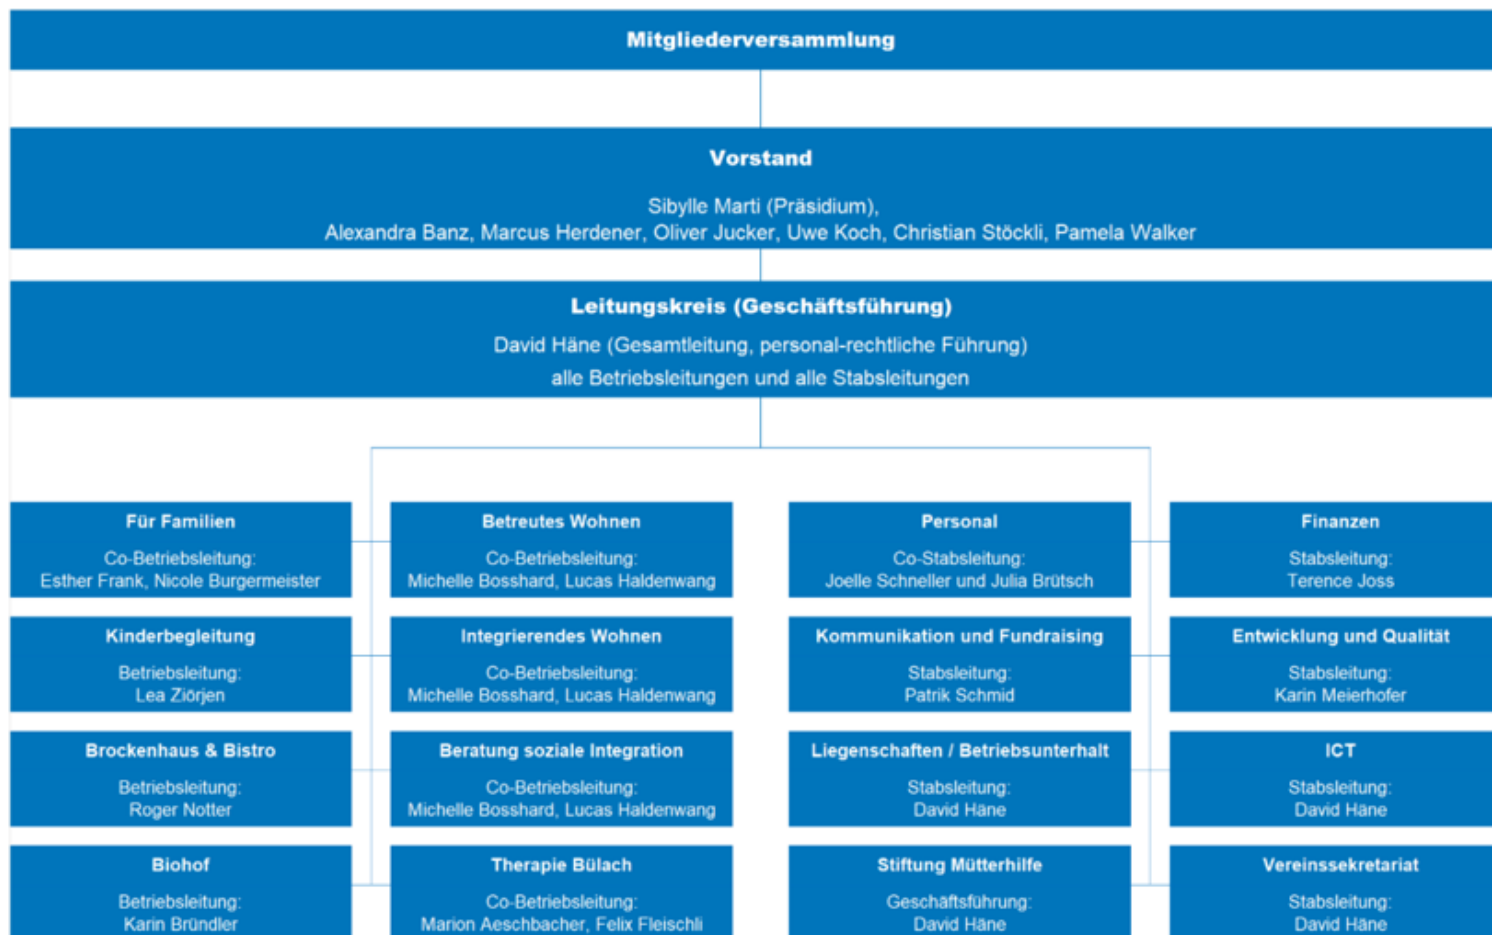 Mitgliederversammlung
Vorstand
Sibylle Marti (Präsidium),
Alexandra Banz, Marcus Herdener, Oliver Jucker, Uwe Koch, Christian Stöckli, Pamela Walker
Leitungskreis (Geschäftsführung)
David Häne (Gesamtleitung, personal-rechtliche Führung)
alle Betriebsleitungen und alle Stabsleitungen
Für Familien
Co-Betriebsleitung:
Esther Frank, Nicole Burgermeister
Betreutes Wohnen
Co-Betriebsleitung:
Michelle Bosshard, Lucas Haldenwang
Personal
Co-Stabsleitung:
Joelle Schneller und Julia Brütsch
Finanzen
Stabsleitung:
Terence Joss
Kinderbegleitung
Betriebsleitung:
Lea Ziörjen
Integrierendes Wohnen
Co-Betriebsleitung:
Michelle Bosshard, Lucas Haldenwang
Kommunikation und Fundraising
Stabsleitung:
Patrik Schmid
Entwicklung und Qualität
Stabsleitung:
Karin Meierhofer
Brockenhaus & Bistro
Betriebsleitung:
Roger Notter
Beratung soziale Integration
Co-Betriebsleitung:
Michelle Bosshard, Lucas Haldenwang
Liegenschaften / Betriebsunterhalt
Stabsleitung:
David Häne
ICT
Stabsleitung:
David Häne
Biohof
Betriebsleitung:
Karin Bründler
Therapie Bülach
Co-Betriebsleitung:
Marion Aeschbacher, Felix Fleischli
Stiftung Mütterhilfe
Geschäftsführung:
David Häne
Vereinssekretariat
Stabsleitung:
David Häne